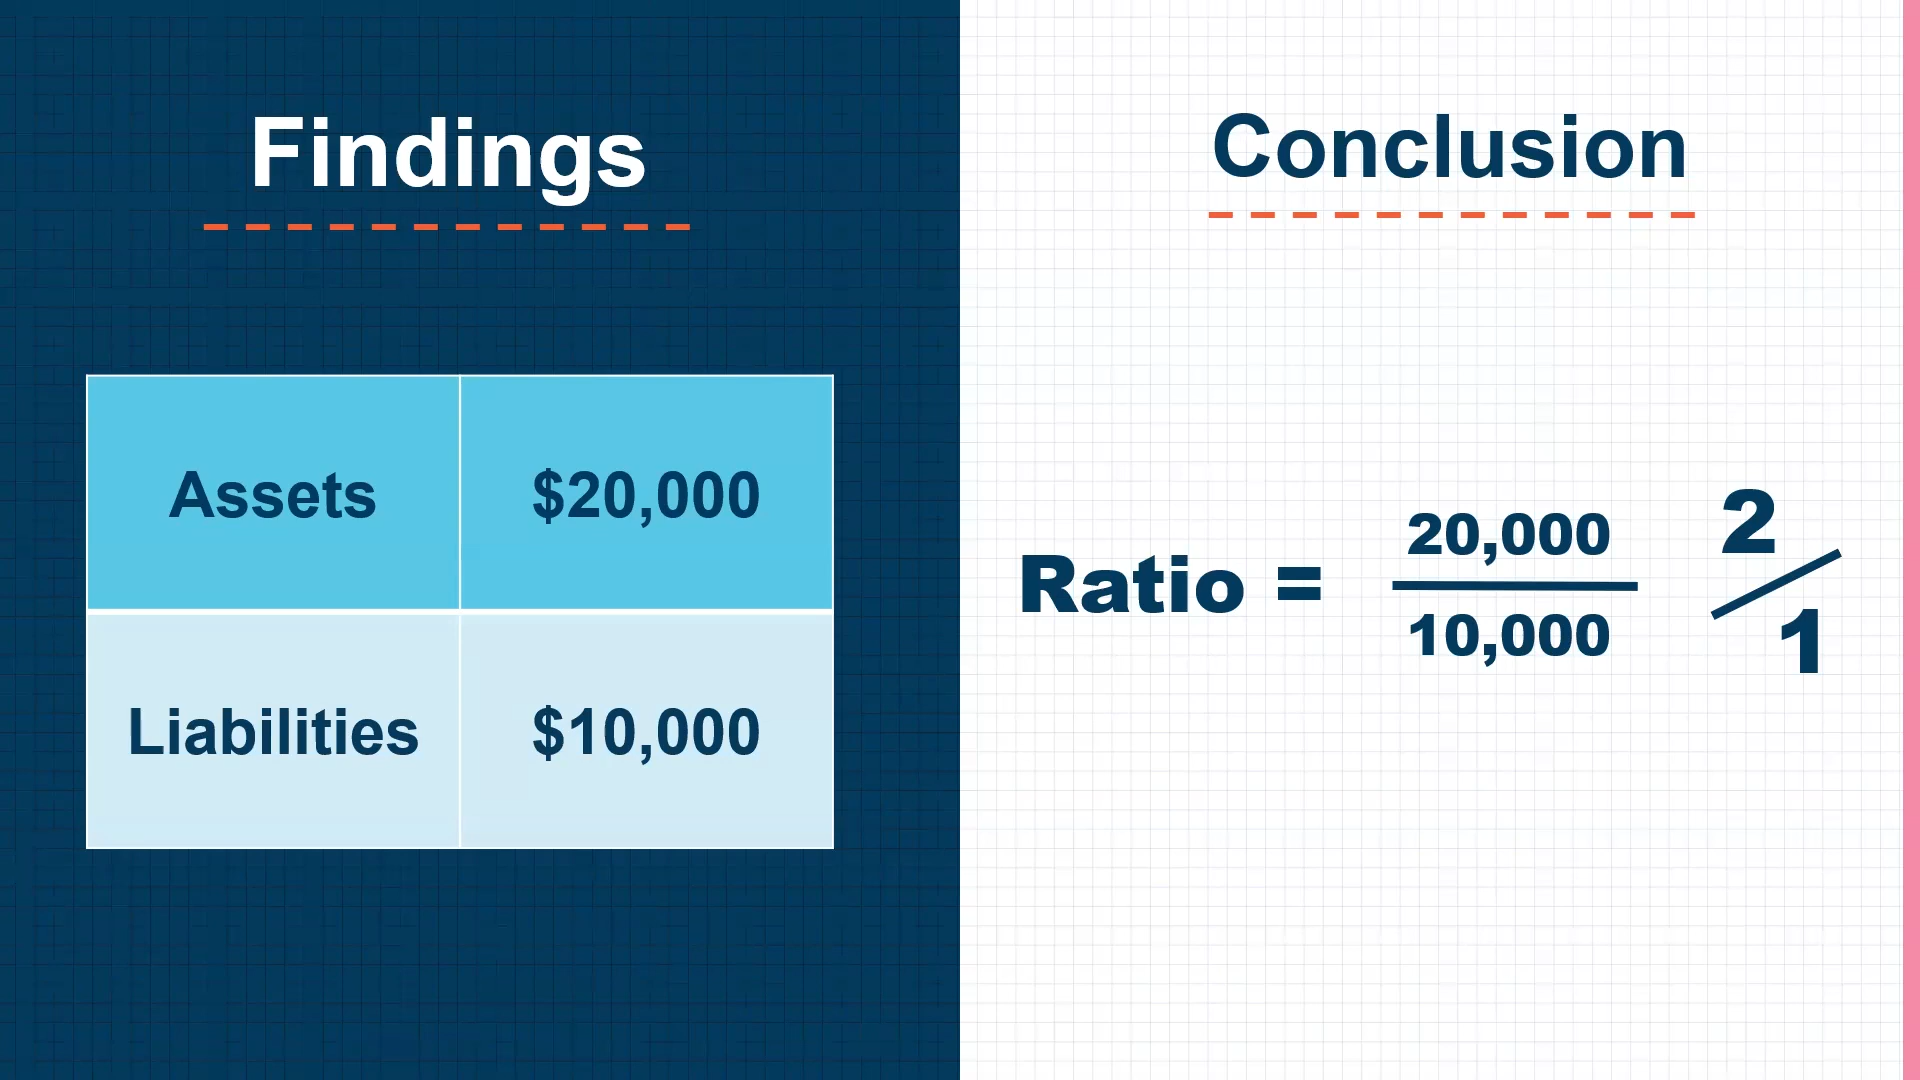 Findings
Assets $20,000
Liabilities $10,000
Conclusion
Ratio = 20,000 / 10,000 2/1